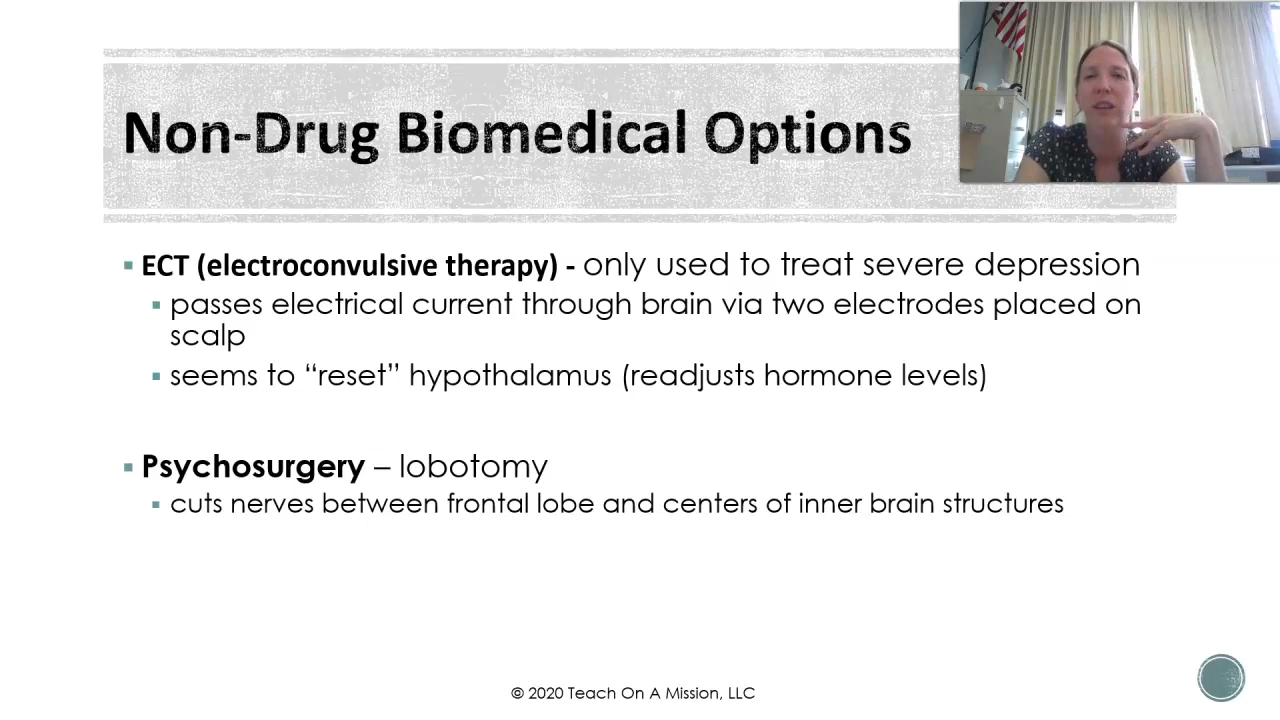 Non-Drug Biomedical Options
ECT (electroconvulsive therapy) - only used to treat severe depression
passes electrical current through brain via two electrodes placed on
scalp
seems to “reset” hypothalamus (readjusts hormone levels)
Psychosurgery – lobotomy
cuts nerves between frontal lobe and centers of inner brain structures
© 2020 Teach On A Mission, LLC